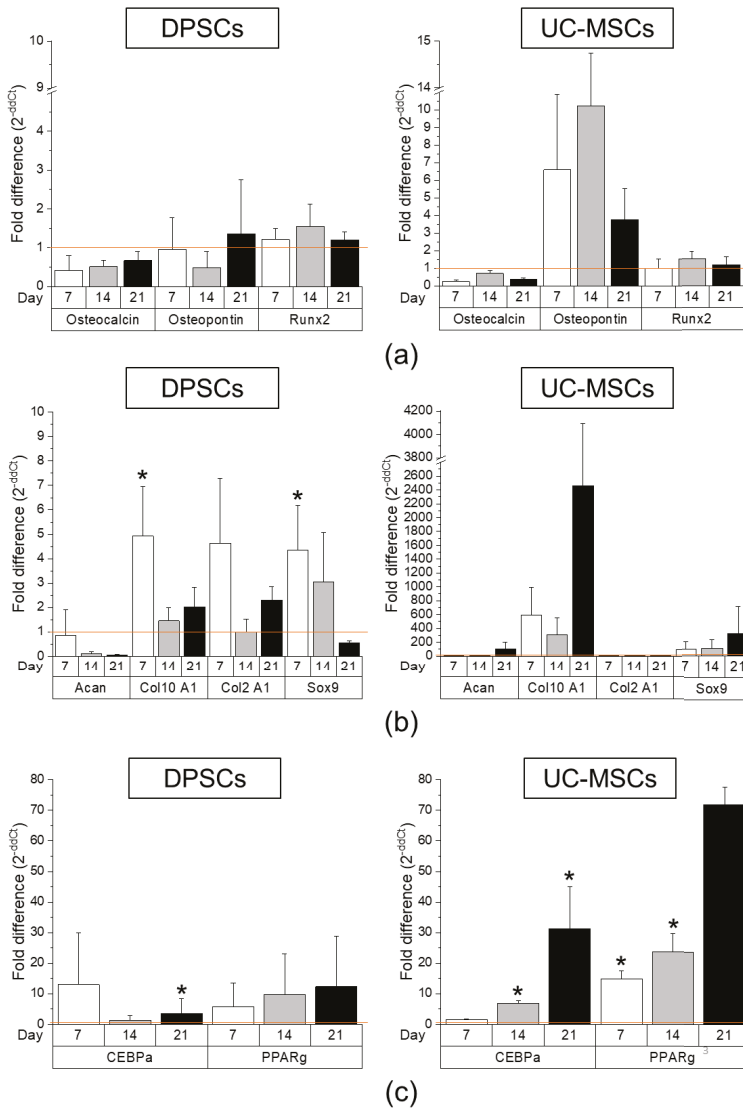 DPSCs
UC-MSCs
Fold difference (2-ddCt)
10
9
4
3
2
1
0
Day 7 14 21 7 14 21 7 14 21
Osteocalcin Osteopontin Runx2
Fold difference (2-ddCt)
15
14
10
9
8
7
6
5
4
3
2
1
0
Day 7 14 21 7 14 21 7 14 21
Osteocalcin Osteopontin Runx2
(a)
DPSCs
UC-MSCs
Fold difference (2-ddCt)
10
9
8
7
6
5
4
3
2
1
0
* *
Day 7 14 21 7 14 21 7 14 21 7 14 21
Acan Col10 A1 Col2 A1 Sox9
Fold difference (2-ddCt)
4200
4000
3800
2800
2600
2400
2200
2000
1800
1600
1400
1200
1000
800
600
400
200
0
Day 7 14 21 7 14 21 7 14 21 7 14 21
Acan Col10 A1 Col2 A1 Sox9
(b)
DPSCs
UC-MSCs
Fold difference (2-ddCt)
80
70
60
50
40
30
20
10
0
*
Day 7 14 21 7 14 21
CEBPa PPARg
Fold difference (2-ddCt)
80
70
60
50
40
30
20
10
0
* * * *
Day 7 14 21 7 14 21
CEBPa PPARg 3
(c)